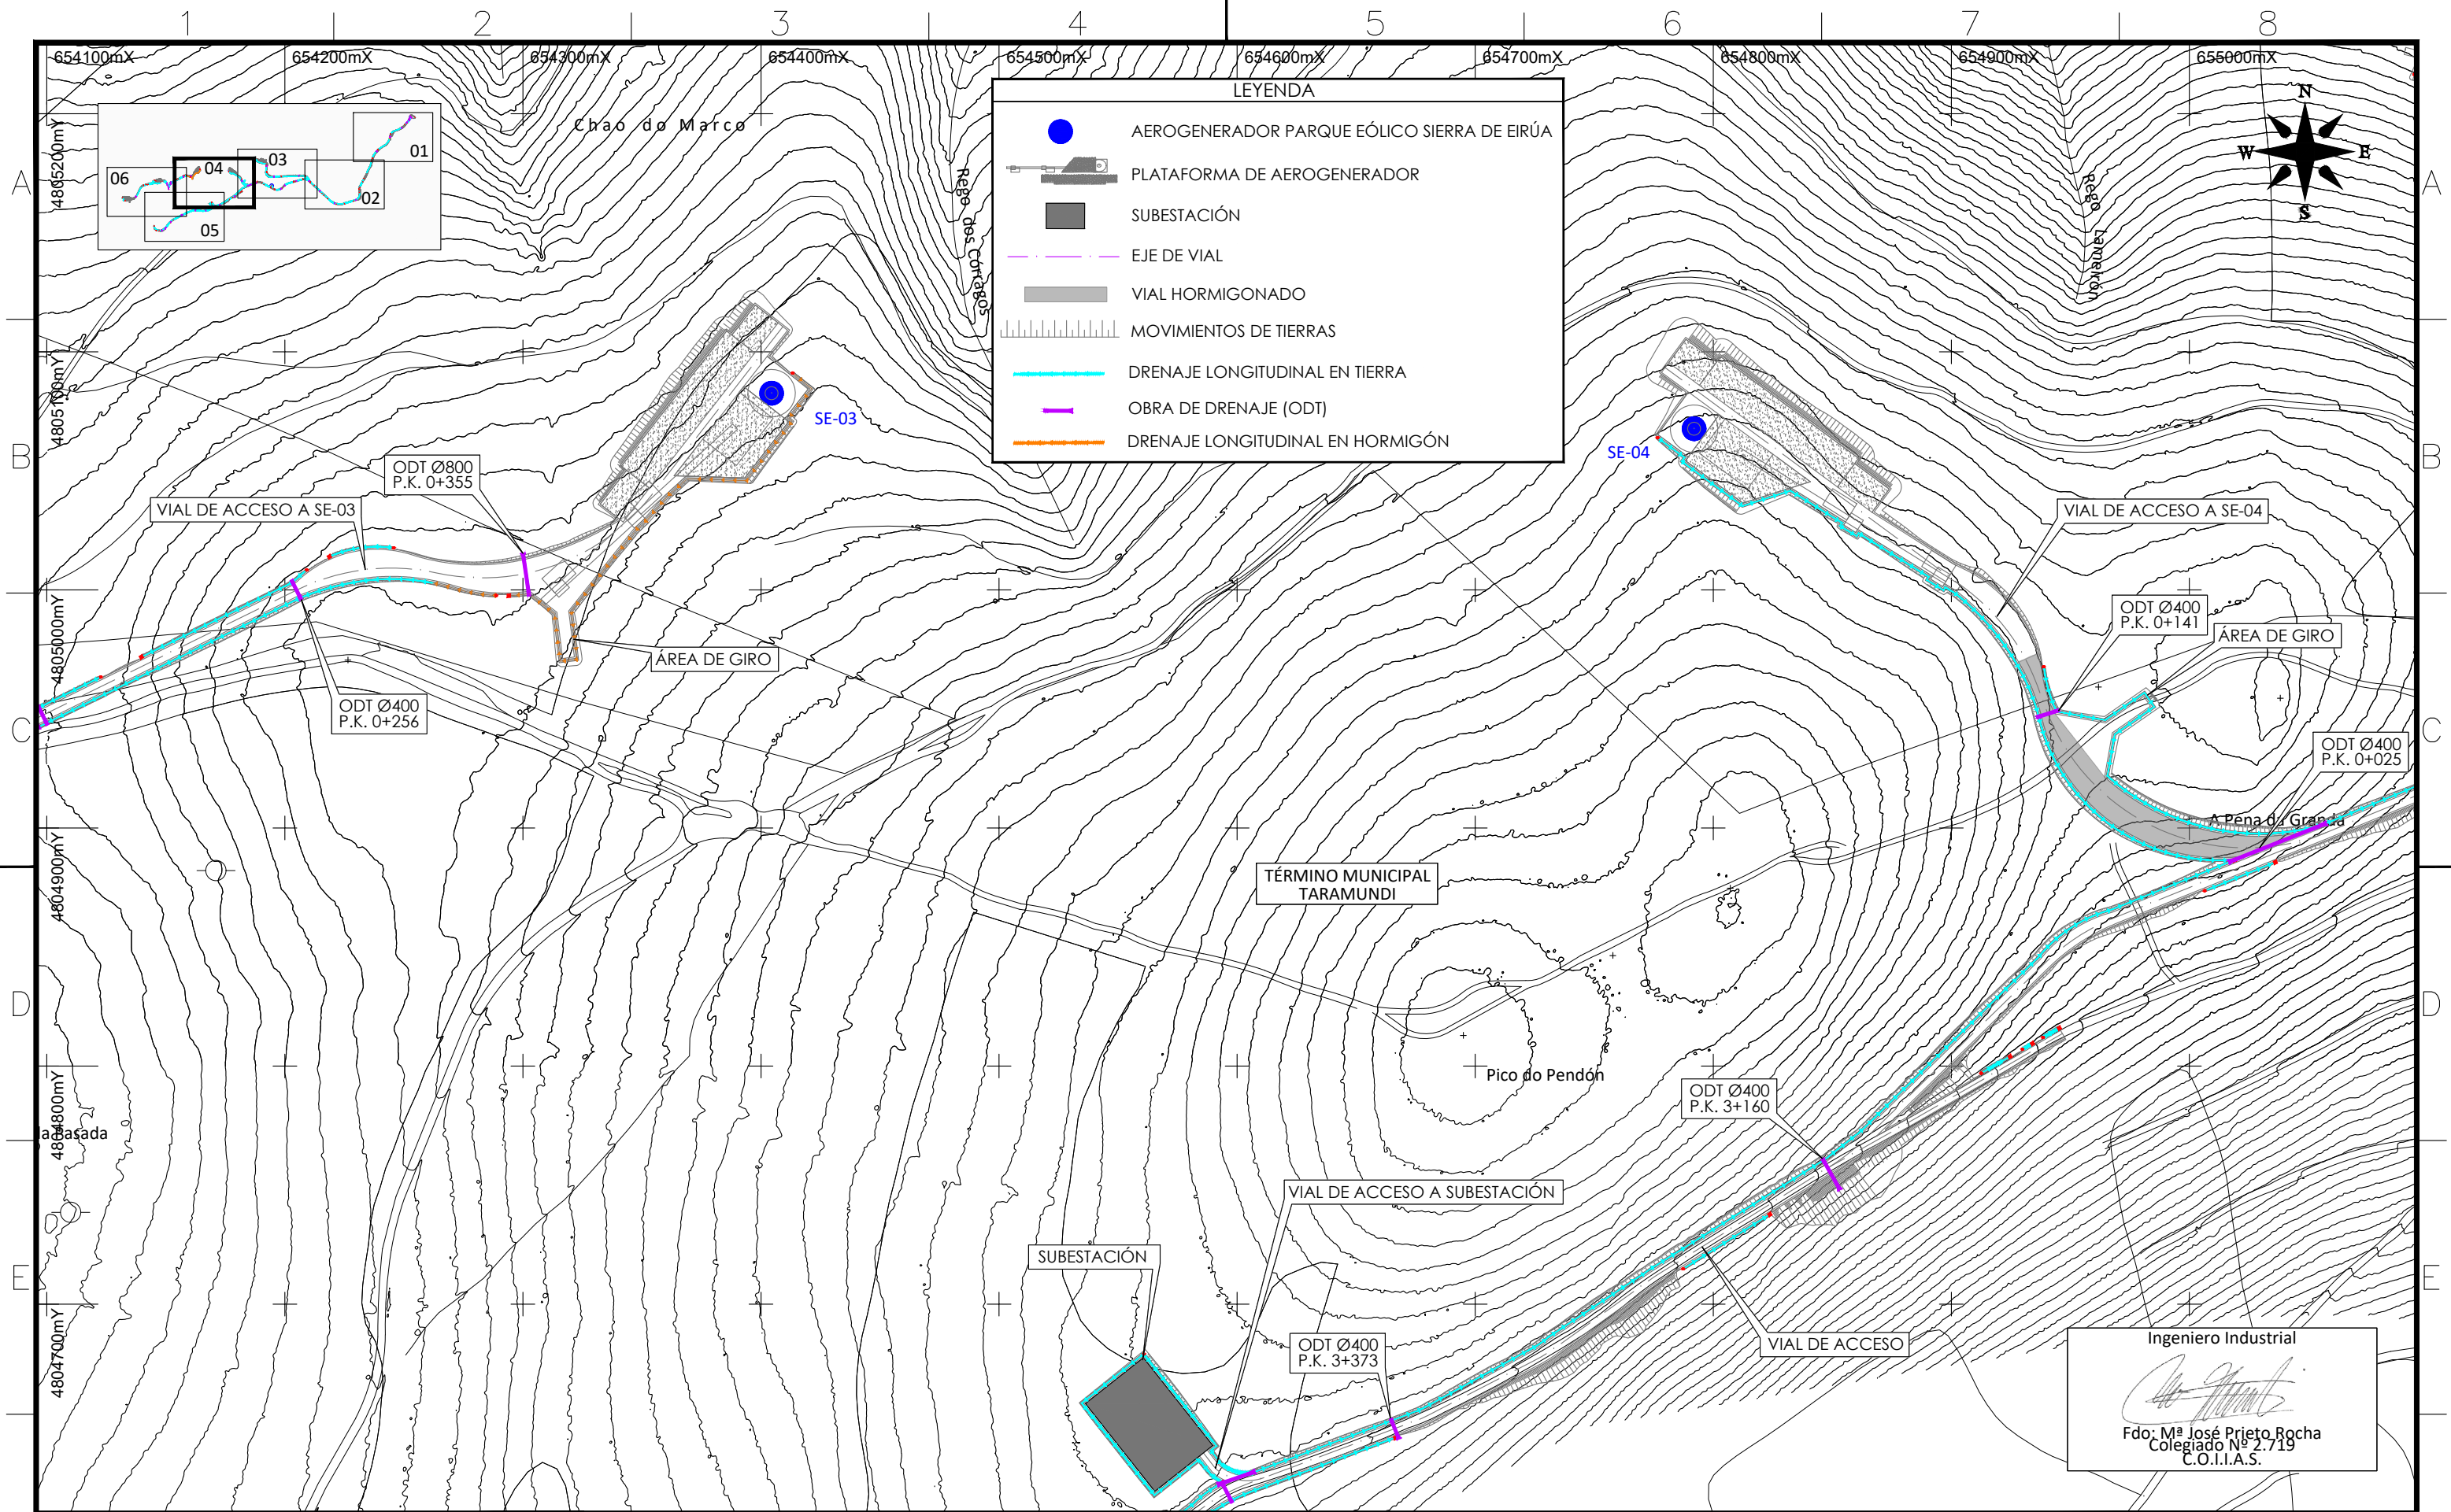 1 2 3 4 5 6 7 8
654100mX 654200mX 654300mX 654400mX 654500mX 654600mX 654700mX 654800mX 654900mX 655000mX
A
B
C
D
E
A
B
C
D
E
4805200mY
4805100mY
4805000mY
4804900mY
4804800mY
4804700mY
01
02
03
04
05
06
Chao do Marco
Rego dos Córragos
Rego Lameirón
N
W E
S
LEYENDA
AEROGENERADOR PARQUE EÓLICO SIERRA DE EIRÚA
PLATAFORMA DE AEROGENERADOR
SUBESTACIÓN
EJE DE VIAL
VIAL HORMIGONADO
MOVIMIENTOS DE TIERRAS
DRENAJE LONGITUDINAL EN TIERRA
OBRA DE DRENAJE (ODT)
DRENAJE LONGITUDINAL EN HORMIGÓN
SE-03
SE-04
ODT Ø800
P.K. 0+355
VIAL DE ACCESO A SE-03
VIAL DE ACCESO A SE-04
ODT Ø400
P.K. 0+141
ÁREA DE GIRO
ÁREA DE GIRO
ODT Ø400
P.K. 0+256
ODT Ø400
P.K. 0+025
A Pena da Granda
TÉRMINO MUNICIPAL
TARAMUNDI
Pico do Pendón
ODT Ø400
P.K. 3+160
VIAL DE ACCESO A SUBESTACIÓN
SUBESTACIÓN
ODT Ø400
P.K. 3+373
VIAL DE ACCESO
Ingeniero Industrial
Fdo: Mª José Prieto Rocha
Colegiado Nº 2.719
C.O.I.I.A.S.